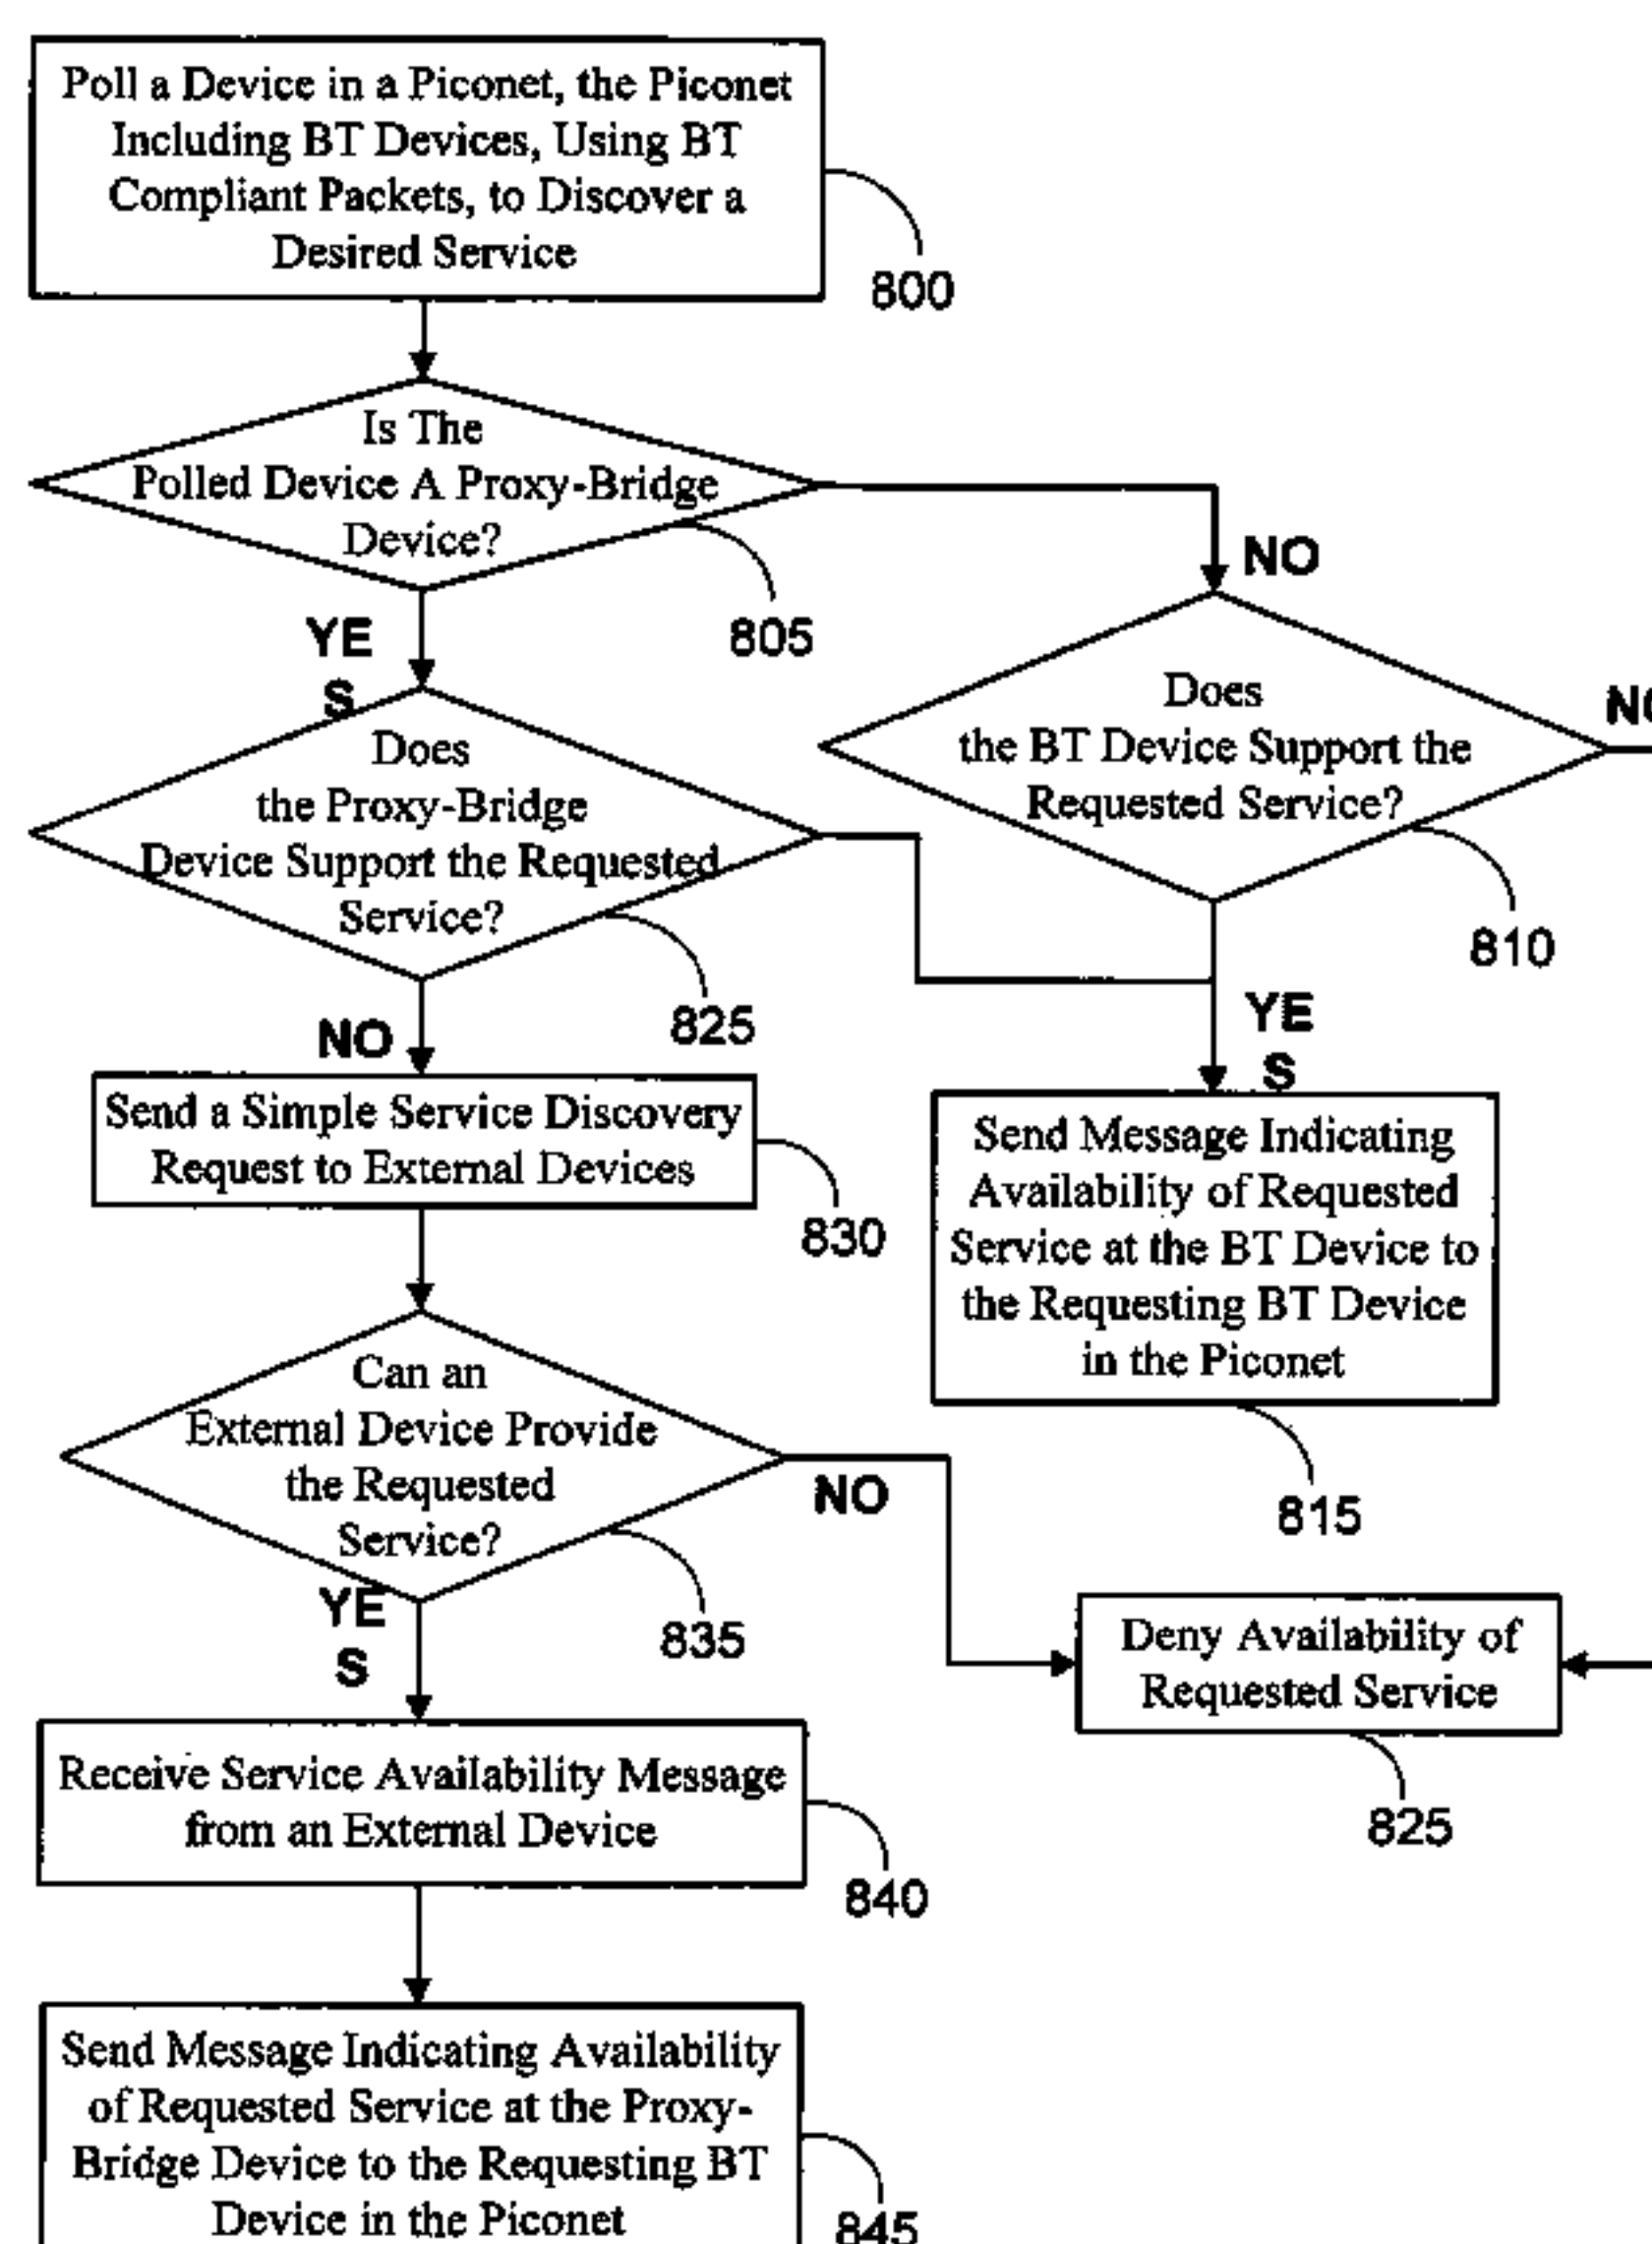 Poll a Device in a Piconet, the Piconet
Including BT Devices, Using BT
Compliant Packets, to Discover a
Desired Service
800
Is The
Polled Device A Proxy-Bridge
Device?
805
NO
YE
S
Does
the BT Device Support the
Requested Service?
810
Does
the Proxy-Bridge
Device Support the Requested
Service?
825
NO
YE
S
Send a Simple Service Discovery
Request to External Devices
830
Send Message Indicating
Availability of Requested
Service at the BT Device to
the Requesting BT Device
in the Piconet
815
Can an
External Device Provide
the Requested
Service?
835
NO
YE
S
Deny Availability of
Requested Service
825
Receive Service Availability Message
from an External Device
840
Send Message Indicating Availability
of Requested Service at the Proxy-
Bridge Device to the Requesting BT
Device in the Piconet
845